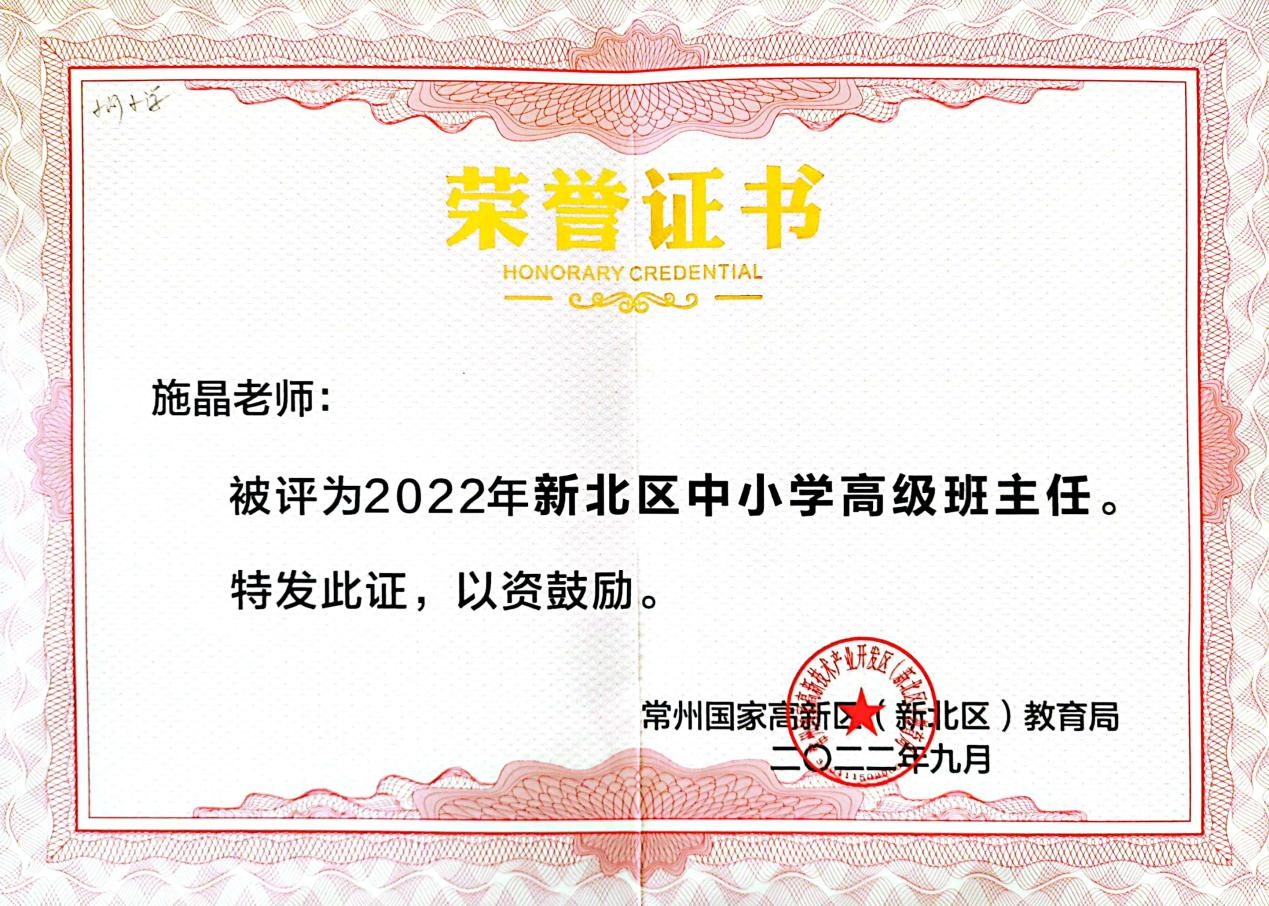 荣誉证书
HONORARY CREDENTIAL
施晶老师：
被评为2022年新北区中小学高级班主任。
特发此证，以资鼓励。
常州国家高新区（新北区）教育局
二〇二二年九月